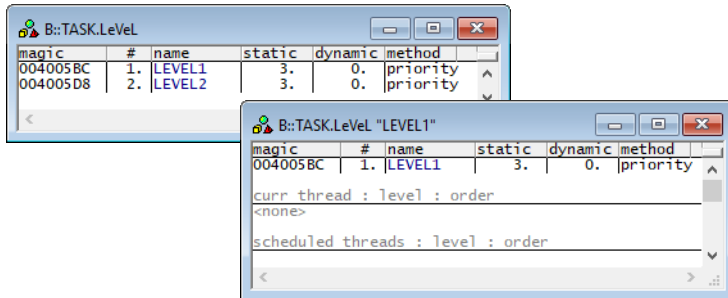 B::TASK.LeVeL
magic # name static dynamic method
004005BC 1. LEVEL1 3. 0. priority
004005D8 2. LEVEL2 3. 0. priority
B::TASK.LeVeL "LEVEL1"
magic # name static dynamic method
004005BC 1. LEVEL1 3. 0. priority
curr thread : level : order
<none>
scheduled threads : level : order